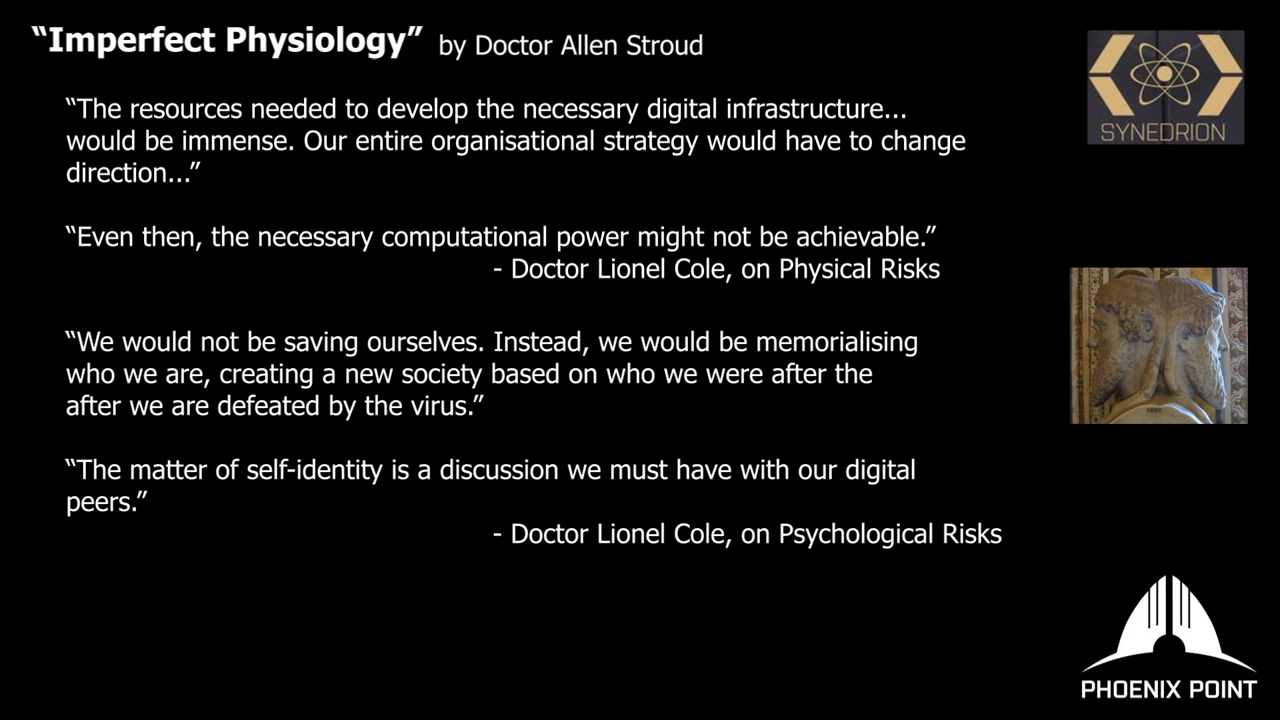 “Imperfect Physiology” by Doctor Allen Stroud
SYNEDRION
“The resources needed to develop the necessary digital infrastructure...
would be immense. Our entire organisational strategy would have to change
direction...”
“Even then, the necessary computational power might not be achievable.”
- Doctor Lionel Cole, on Physical Risks
“We would not be saving ourselves. Instead, we would be memorialising
who we are, creating a new society based on who we were after the
after we are defeated by the virus.”
“The matter of self-identity is a discussion we must have with our digital
peers.”
- Doctor Lionel Cole, on Psychological Risks
PHOENIX POINT